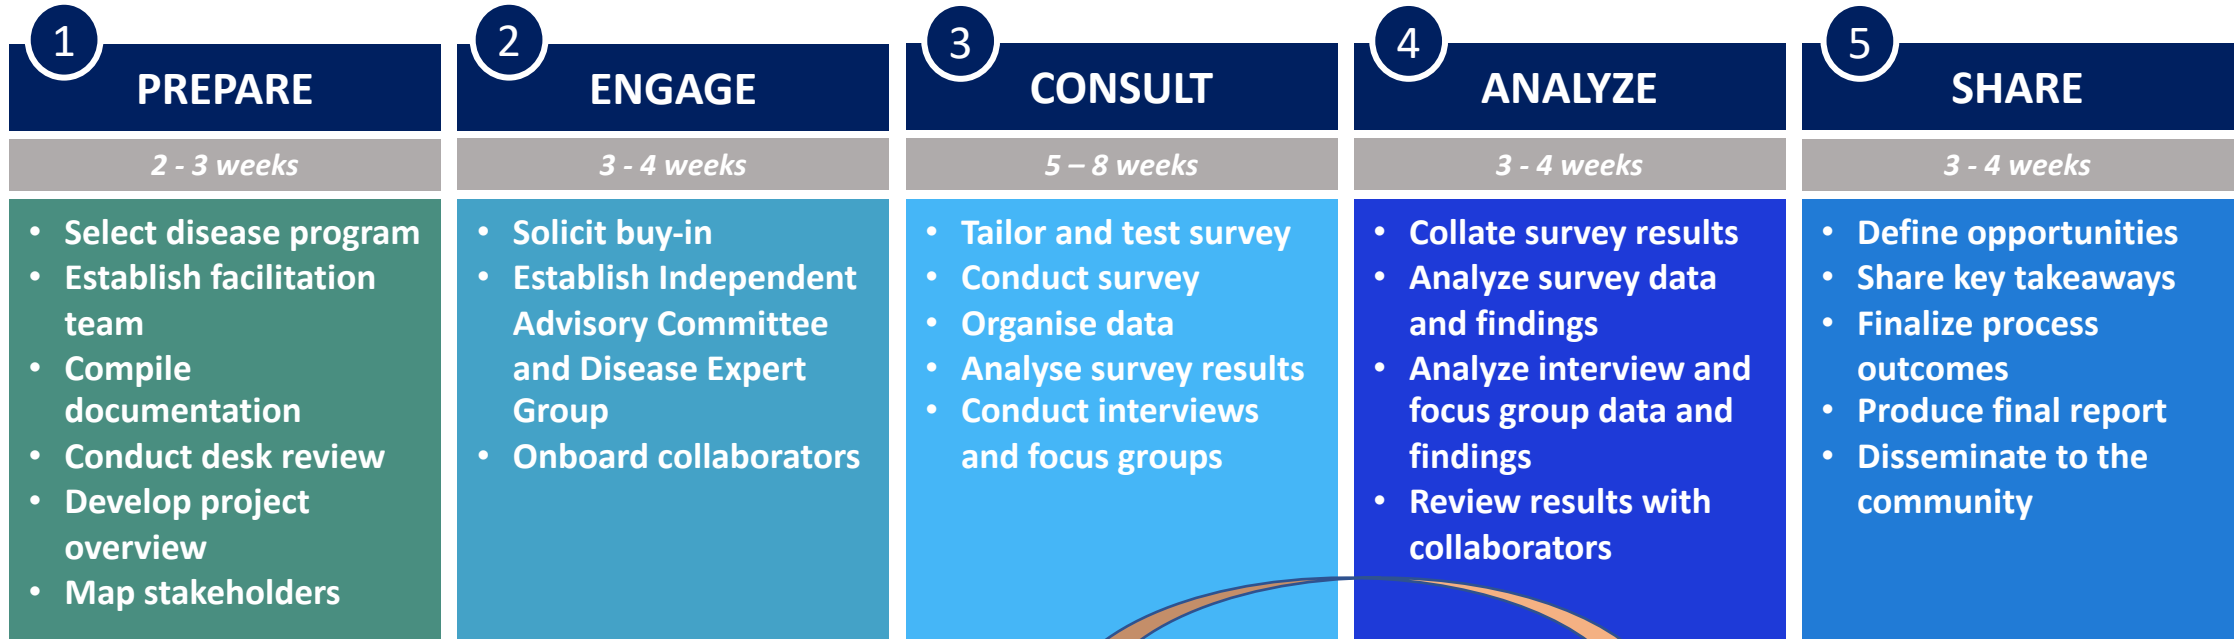 1
PREPARE
2 - 3 weeks
• Select disease program
• Establish facilitation
team
• Compile
documentation
• Conduct desk review
• Develop project
overview
• Map stakeholders
2
ENGAGE
3 - 4 weeks
• Solicit buy-in
• Establish Independent
Advisory Committee
and Disease Expert
Group
• Onboard collaborators
3
CONSULT
5 – 8 weeks
• Tailor and test survey
• Conduct survey
• Organise data
• Analyse survey results
• Conduct interviews
and focus groups
4
ANALYZE
3 - 4 weeks
• Collate survey results
• Analyze survey data
and findings
• Analyze interview and
focus group data and
findings
• Review results with
collaborators
5
SHARE
3 - 4 weeks
• Define opportunities
• Share key takeaways
• Finalize process
outcomes
• Produce final report
• Disseminate to the
community